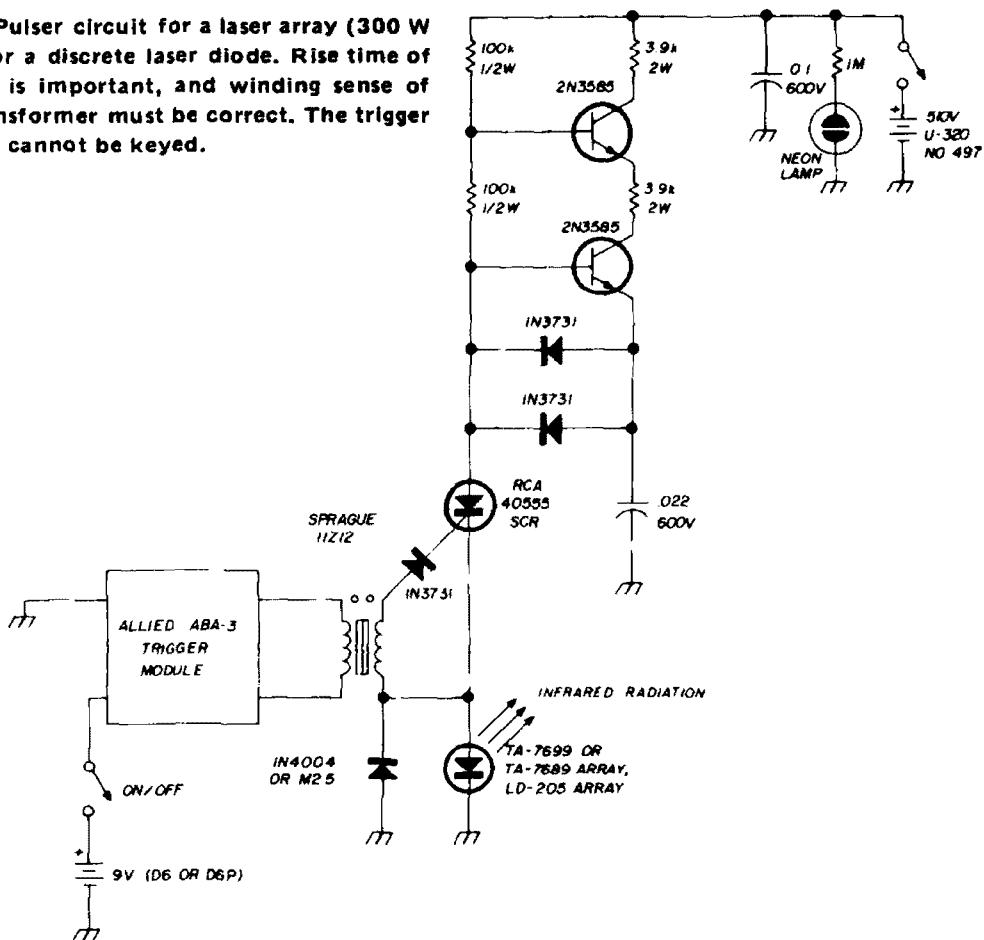 Pulser circuit for a laser array (300 W
or a discrete laser diode. Rise time of
is important, and winding sense of
nsformer must be correct. The trigger
cannot be keyed.
100k
1/2W
3.9k
2W
2N3585
0.1
600V
1M
NEON
LAMP
+
510V
U-320
NO 497
100k
1/2W
3.9k
2W
2N3585
1N3731
1N3731
RCA
40555
SCR
.022
600V
SPRAGUE
11Z12
1N3731
ALLIED ABA-3
TRIGGER
MODULE
INFRARED RADIATION
1N4004
OR M25
TA-7699 OR
TA-7689 ARRAY,
LD-205 ARRAY
ON/OFF
+
9V (D6 OR D6P)